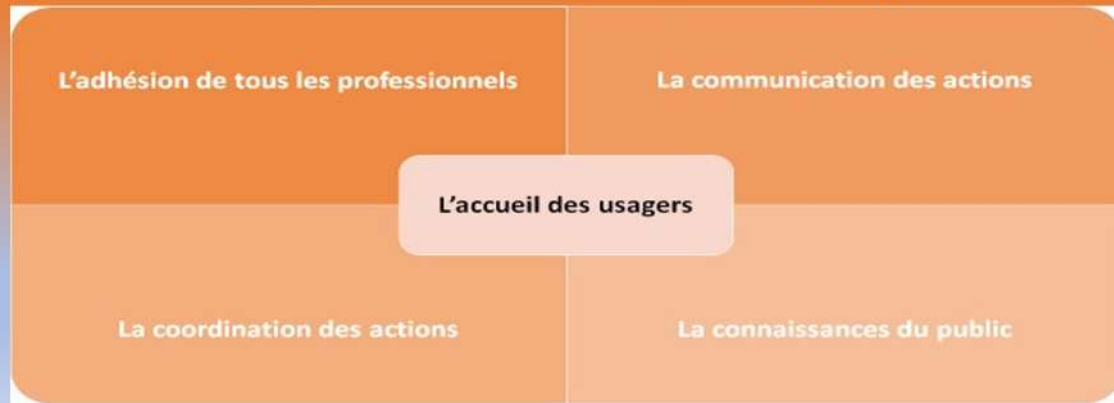 L'adhésion de tous les professionnels
La communication des actions
L'accueil des usagers
La coordination des actions
La connaissances du public